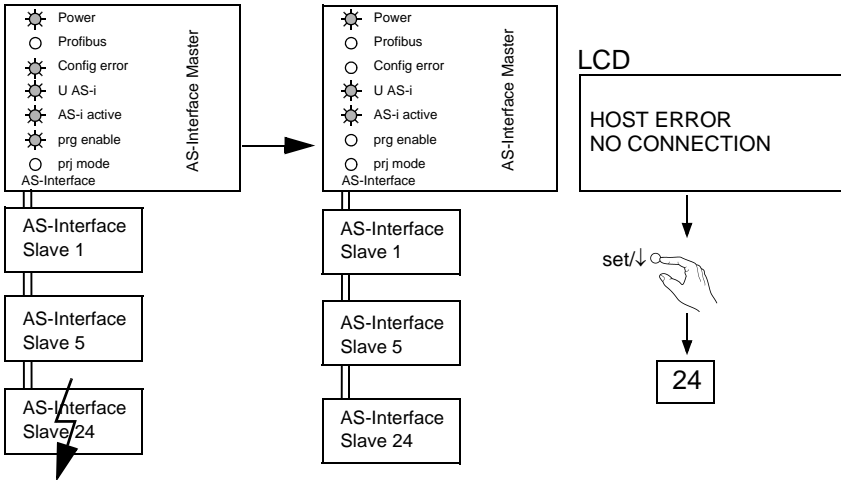 Power
Profibus
Config error
U AS-i
AS-i active
prg enable
prj mode
AS-Interface
AS-Interface Master
AS-Interface
Slave 1
AS-Interface
Slave 5
AS-Interface
Slave 24
Power
Profibus
Config error
U AS-i
AS-i active
prg enable
prj mode
AS-Interface
AS-Interface Master
AS-Interface
Slave 1
AS-Interface
Slave 5
AS-Interface
Slave 24
LCD
HOST ERROR
NO CONNECTION
set/↓
24